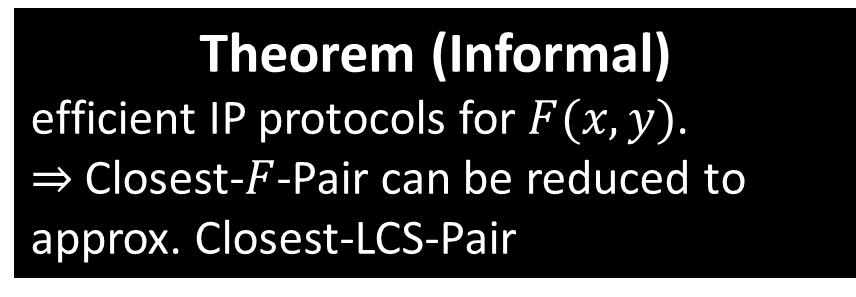 Theorem (Informal)
efficient IP protocols for F(x, y).
⇒ Closest-F-Pair can be reduced to
approx. Closest-LCS-Pair